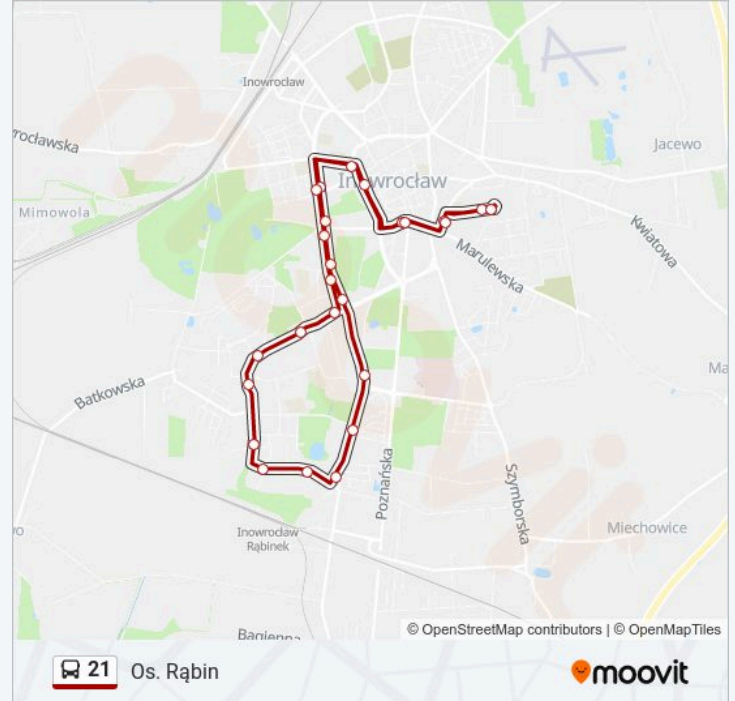 Inowrocław
rocławska
Jacewo
Inowrocław
Mimowola
Kwiatowa
Marulewska
Ma
Batkowska
Poznańska
Szymborska
Inowrocław
Rąbinek
Miechowice
o
Bagienna
© OpenStreetMap contributors | © OpenMapTiles
21 Os. Rąbin
moovit